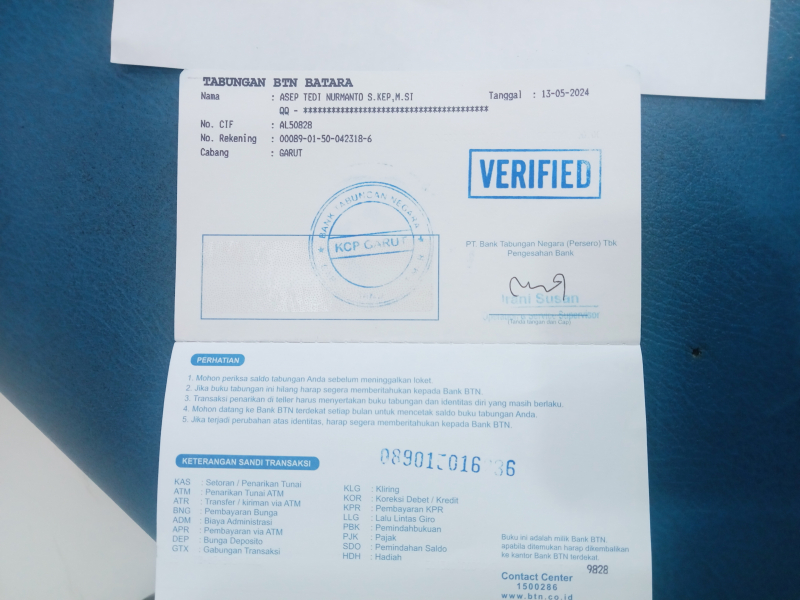 TABUNGAN BTN BATARA
Nama : ASEP TEDI NURMANTO S.KEP,M.SI Tanggal : 13-05-2024
QQ - ****************************************
No. CIF : AL50828
No. Rekening : 00089-01-50-042318-6
Cabang : GARUT
VERIFIED
BANK TABUNGAN NEGARA
KCP GARUT
PT. Bank Tabungan Negara (Persero) Tbk
Pengesahan Bank
Irani Susan
Supervisor
(Tanda tangan dan Cap)
PERHATIAN
1. Mohon periksa saldo tabungan Anda sebelum meninggalkan loket.
2. Jika buku tabungan ini hilang harap segera memberitahukan kepada Bank BTN.
3. Transaksi penarikan di teller harus menyertakan buku tabungan dan identitas diri yang masih berlaku.
4. Mohon datang ke Bank BTN terdekat setiap bulan untuk mencetak saldo buku tabungan Anda.
5. Jika terjadi perubahan atas identitas, harap segera memberitahukan kepada Bank BTN.
KETERANGAN SANDI TRANSAKSI
KAS : Setoran / Penarikan Tunai
ATM : Penarikan Tunai ATM
ATR : Transfer / kiriman via ATM
BNG : Pembayaran Bunga
ADM : Biaya Administrasi
APR : Pembayaran via ATM
DEP : Bunga Deposito
GTX : Gabungan Transaksi
KLG : Kliring
KOR : Koreksi Debet / Kredit
KPR : Pembayaran KPR
LLG : Lalu Lintas Giro
PBK : Pemindahbukuan
PJK : Pajak
SDO : Pemindahan Saldo
HDH : Hadiah
Buku ini adalah milik Bank BTN.
apabila ditemukan harap dikembalikan
ke kantor Bank BTN terdekat.
9828
Contact Center
1500286
www.btn.co.id